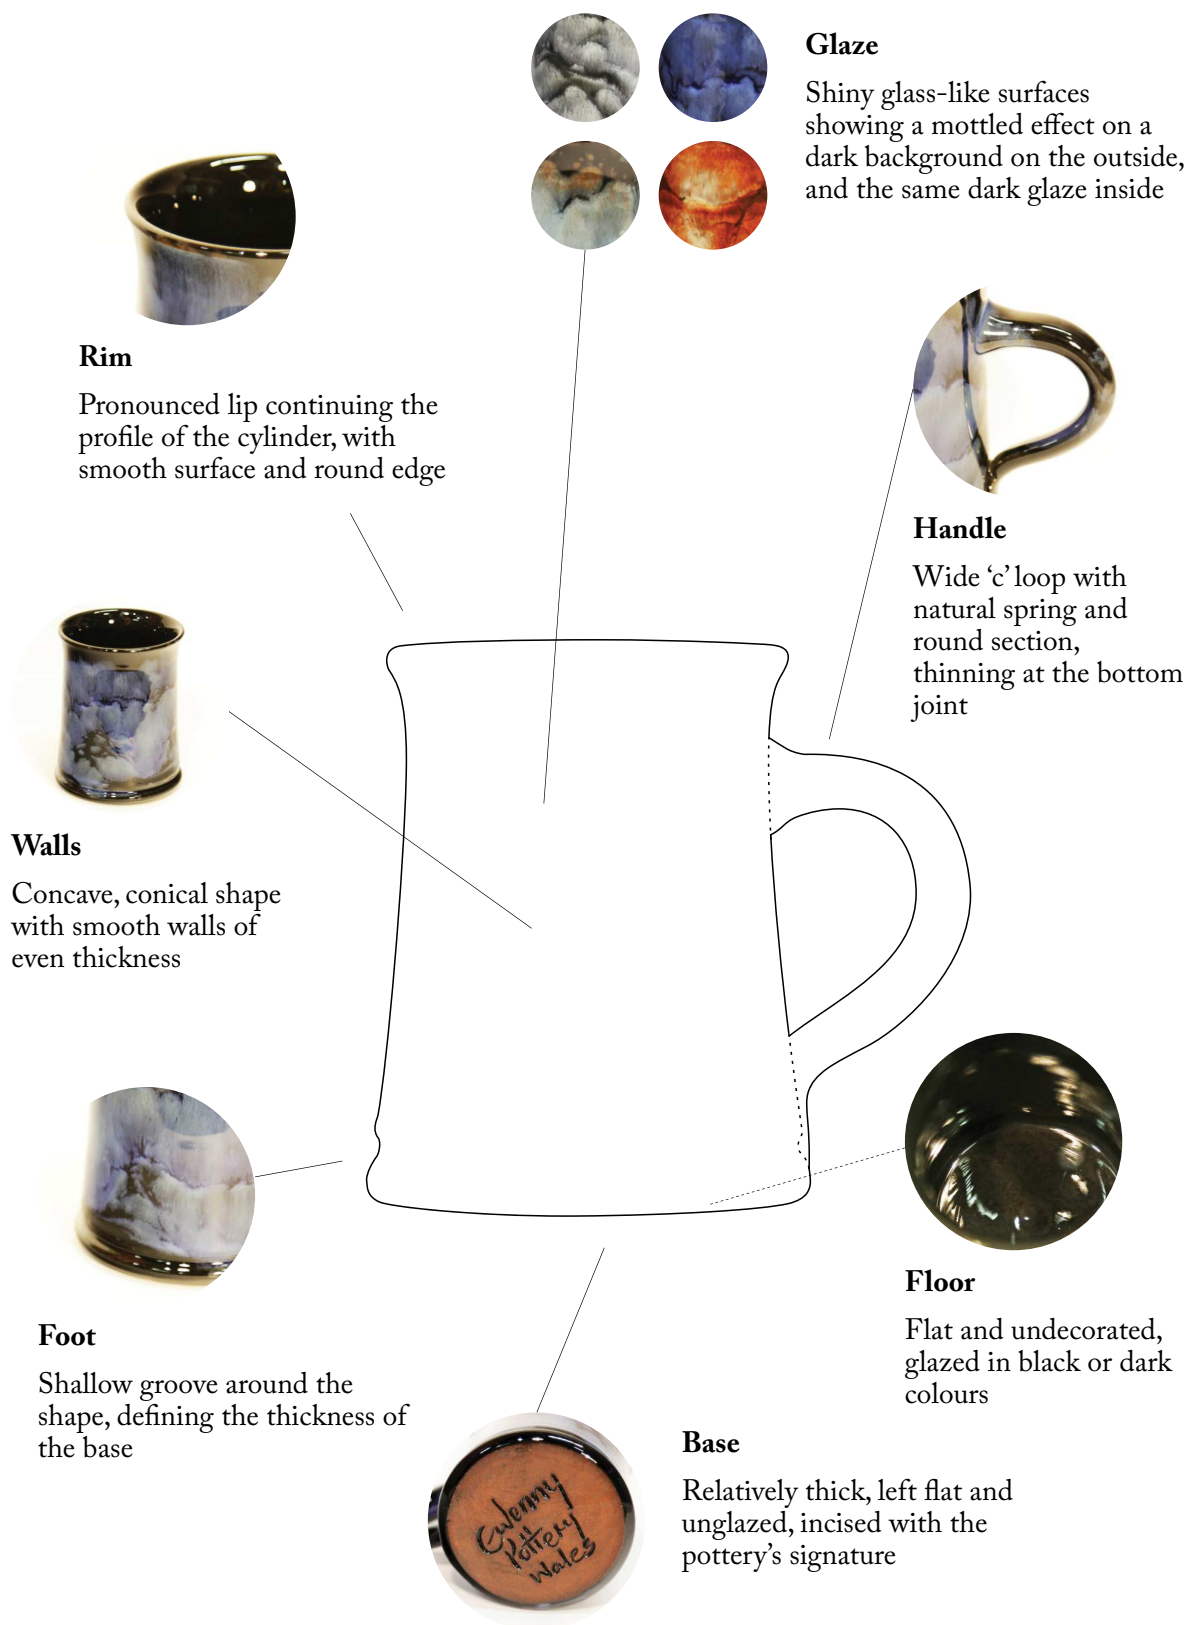 Glaze
Shiny glass-like surfaces
showing a mottled effect on a
dark background on the outside,
and the same dark glaze inside
Rim
Pronounced lip continuing the
profile of the cylinder, with
smooth surface and round edge
Handle
Wide ‘c’ loop with
natural spring and
round section,
thinning at the bottom
joint
Walls
Concave, conical shape
with smooth walls of
even thickness
Floor
Flat and undecorated,
glazed in black or dark
colours
Foot
Shallow groove around the
shape, defining the thickness of
the base
Base
Relatively thick, left flat and
unglazed, incised with the
pottery’s signature
Ewenny
Pottery
Wales